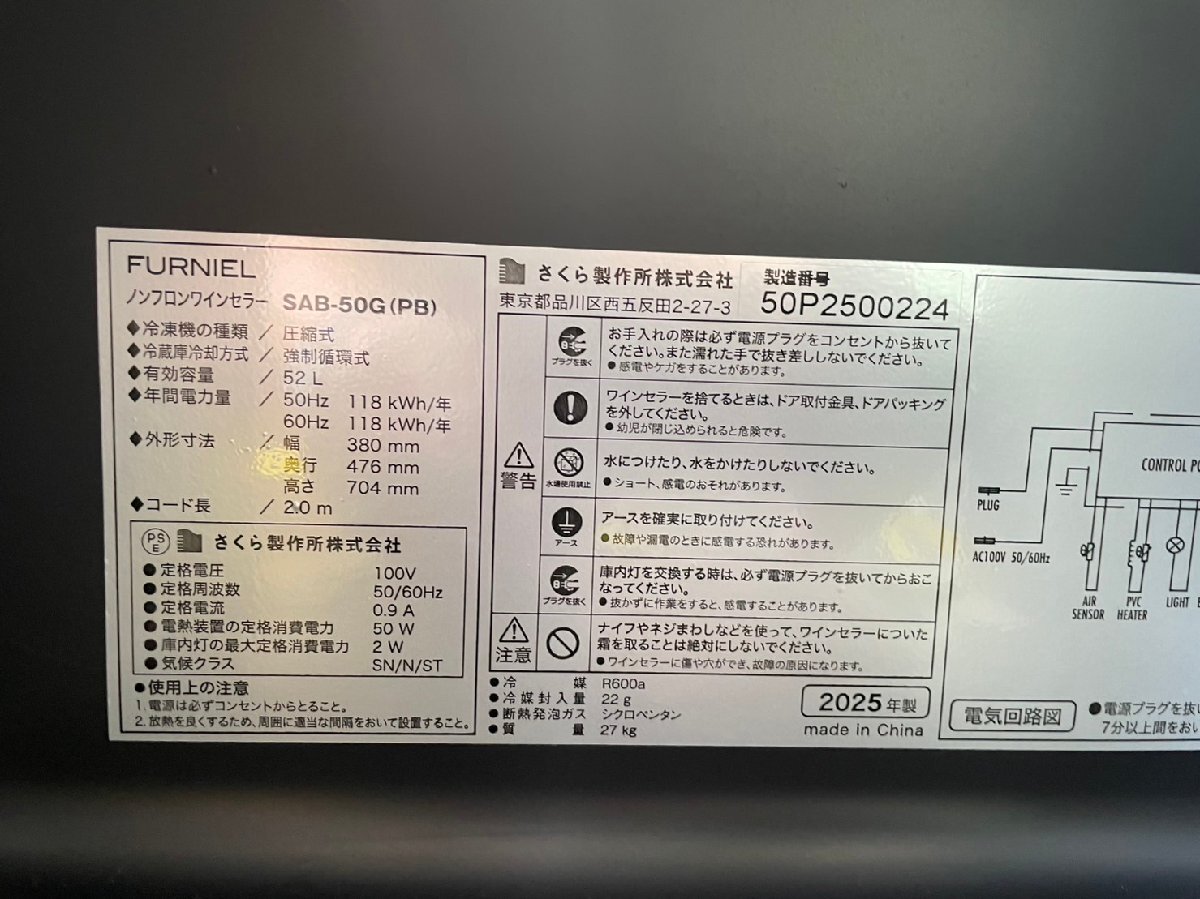 FURNIEL
ノンフロンワインセラー SAB-50G(PB)
◆冷凍機の種類 / 圧縮式
◆冷蔵庫冷却方式 / 強制循環式
◆有効容量 / 52 L
◆年間電力量 / 50Hz 118 kWh/年
60Hz 118 kWh/年
◆外形寸法 / 幅 380 mm
奥行 476 mm
高さ 704 mm
◆コード長 / 2.0 m
PS
E
さくら製作所株式会社
●定格電圧 100V
●定格周波数 50/60Hz
●定格電流 0.9 A
●電熱装置の定格消費電力 50 W
●庫内灯の最大定格消費電力 2 W
●気候クラス SN/N/ST
●使用上の注意
1. 電源は必ずコンセントからとること。
2. 放熱を良くするため、周囲に適当な間隔をおいて設置すること。
さくら製作所株式会社
東京都品川区西五反田2-27-3
製造番号
50P2500224
警告
プラグを抜く
お手入れの際は必ず電源プラグをコンセントから抜いて
ください。また濡れた手で抜き差ししないでください。
●感電やケガをすることがあります。
ワインセラーを捨てるときは、ドア取付金具、ドアパッキング
を外してください。
●幼児が閉じ込められると危険です。
水場使用禁止
水につけたり、水をかけたりしないでください。
●ショート、感電のおそれがあります。
アース
アースを確実に取り付けてください。
●故障や漏電のときに感電する恐れがあります。
プラグを抜く
庫内灯を交換する時は、必ず電源プラグを抜いてからおこ
なってください。
●抜かずに作業をすると、感電することがあります。
注意
ナイフやネジまわしなどを使って、ワインセラーについた
霜を取ることは絶対にしないでください。
●ワインセラーに傷や穴ができ、故障の原因になります。
●冷媒 R600a
●冷媒封入量 22 g
●断熱発泡ガス シクロペンタン
●質量 27 kg
2025年製
made in China
CONTROL
PLUG
AC100V 50/60Hz
AIR
SENSOR
PVC
HEATER
LIGHT
電気回路図
●電源プラグを抜い
7分以上間をおい